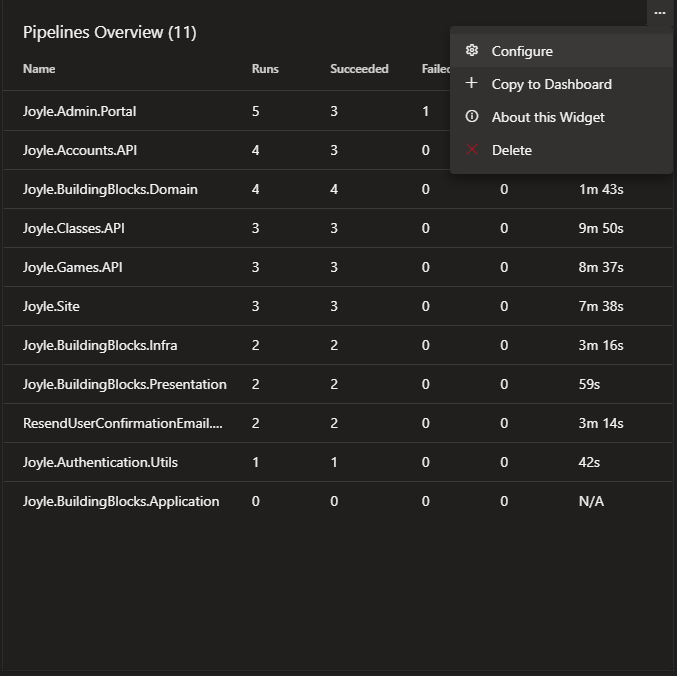 Pipelines Overview (11)
Configure
Copy to Dashboard
About this Widget
Delete
Name Runs Succeeded Failed
Joyle.Admin.Portal 5 3 1
Joyle.Accounts.API 4 3 0
Joyle.BuildingBlocks.Domain 4 4 0 0 1m 43s
Joyle.Classes.API 3 3 0 0 9m 50s
Joyle.Games.API 3 3 0 0 8m 37s
Joyle.Site 3 3 0 0 7m 38s
Joyle.BuildingBlocks.Infra 2 2 0 0 3m 16s
Joyle.BuildingBlocks.Presentation 2 2 0 0 59s
ResendUserConfirmationEmail.... 2 2 0 0 3m 14s
Joyle.Authentication.Utils 1 1 0 0 42s
Joyle.BuildingBlocks.Application 0 0 0 0 N/A